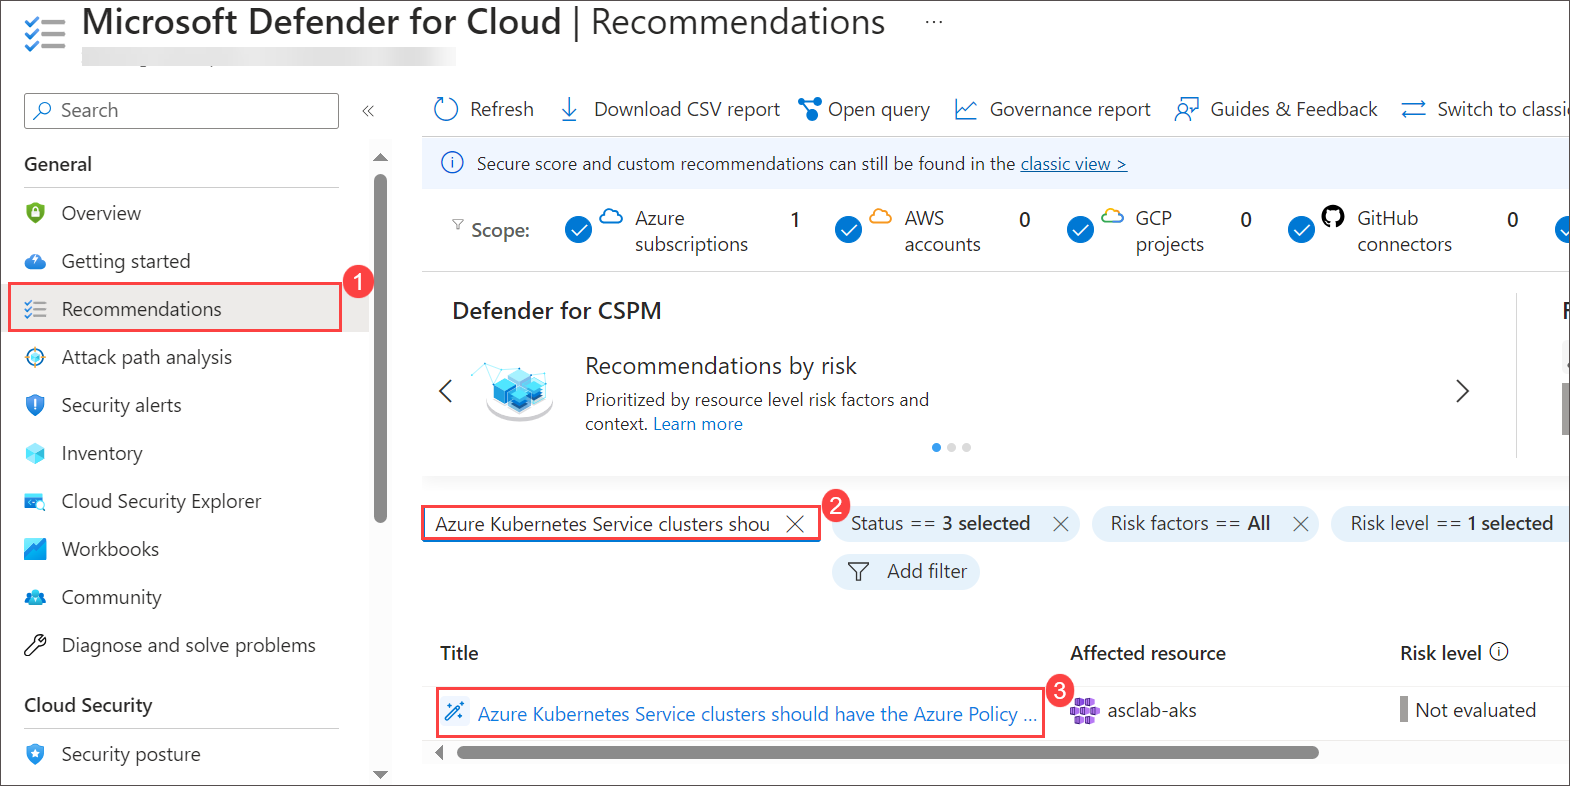 Microsoft Defender for Cloud | Recommendations ...
Search «
Refresh Download CSV report Open query Governance report Guides & Feedback Switch to classi
General
Secure score and custom recommendations can still be found in the classic view >
Overview
Getting started
Recommendations
1
Attack path analysis
Security alerts
Inventory
Cloud Security Explorer
Workbooks
Community
Diagnose and solve problems
Cloud Security
Security posture
Scope:
Azure subscriptions 1
AWS accounts 0
GCP projects 0
GitHub connectors 0
Defender for CSPM
Recommendations by risk
Prioritized by resource level risk factors and
context. Learn more
Azure Kubernetes Service clusters shou
2
Status == 3 selected
Risk factors == All
Risk level == 1 selected
Add filter
Title Affected resource Risk level
Azure Kubernetes Service clusters should have the Azure Policy ...
3
asclab-aks
Not evaluated